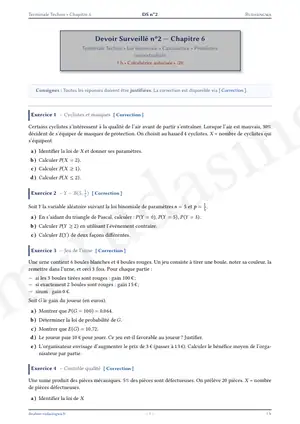 Terminale Techno • Chapitre 6 DS n°2
Devoir Surveillé n°2 — Chapitre 6
Terminale Techno • Loi binomiale •
1 h • Calculatrice autorisée • /20
Consignes : Toutes les réponses doivent être justifiées. La correction est disponible via [ Correction ].
Exercice 1 – Cyclistes et masques [ Correction ]
Certains cyclistes s'intéressent à la qualité de l'air avant de partir s'entraîner. Lorsque l'air est mauvais, 30%
décident de s'équiper de masques de protection. On choisit au hasard 4 cyclistes. X = nombre de cyclistes qui
s'équipent.
a) Identifier la loi de X et donner ses paramètres.
b) Calculer P(X = 2).
c) Calculer P(X ≥ 1).
d) Calculer P(X ≤ 2).
Exercice 2 [ Correction ]
Soit Y la variable aléatoire suivant la loi binomiale de paramètres n = 5 et
a) En s'aidant du triangle de Pascal, calculer : P(Y = 0), P(Y = 5), P(Y = 3).
b) Calculer P(Y ≥ 2) en utilisant l'événement contraire.
c) Calculer E(Y) de deux façons différentes.
Exercice 3 – Jeu de l'urne [ Correction ]
Une urne contient 6 boules blanches et 4 boules rouges. Un jeu consiste à tirer une boule, noter sa couleur, la
remettre dans l'urne, et ceci 3 fois. Pour chaque partie :
– si les 3 boules tirées sont rouges : gain 100 € ;
– si exactement 2 boules sont rouges : gain 15 € ;
– sinon : gain 0 €.
Soit G le gain du joueur (en euros).
a) Montrer que P(G = 100) = 0.064.
b) Déterminer la loi de probabilité de G.
c) Montrer que E(G) = 10.72.
d) Le joueur paie 10 € pour jouer. Ce jeu est-il favorable au joueur ? Justifier.
e) L'organisateur envisage d'augmenter le prix de 3 € (passer à 13 €). Calculer le bénéfice moyen de l'orga-
nisateur par partie.
Exercice 4 – Contrôle qualité [ Correction ]
Une usine produit des pièces mécaniques. 5% des pièces sont défectueuses. On prélève 20 pièces. X = nombre
de pièces défectueuses.
a) Identifier la loi de X
– 1 –